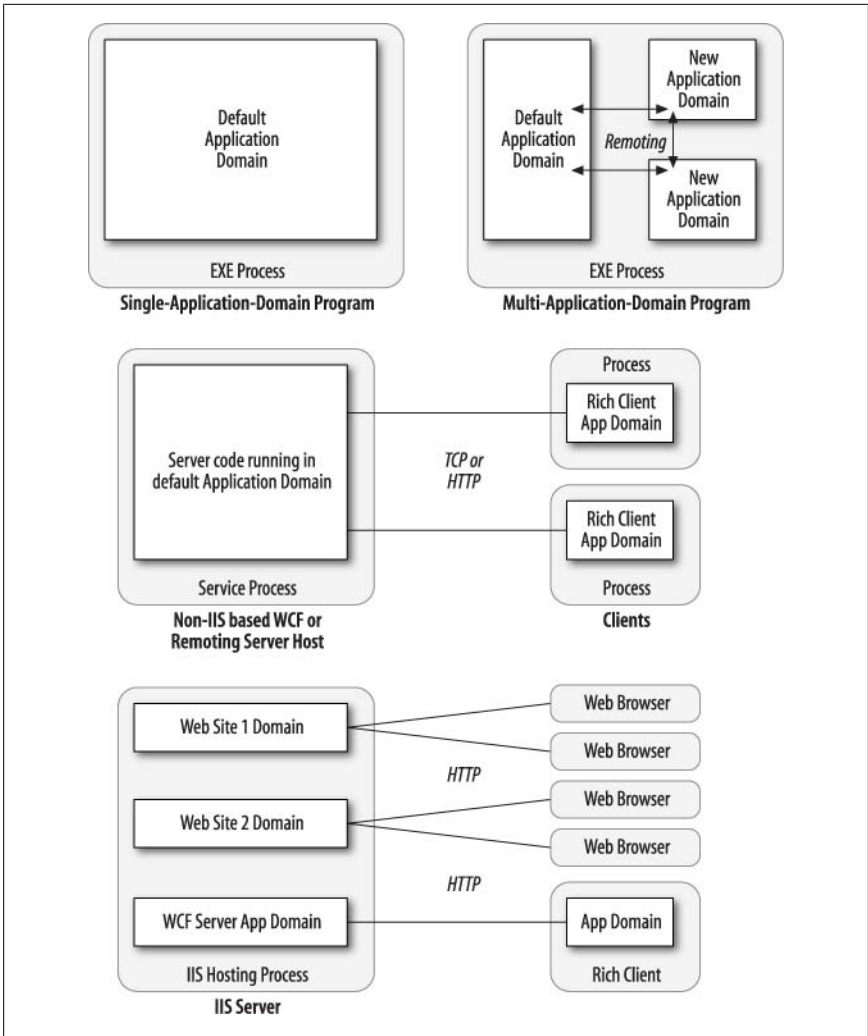 Default
Application
Domain
EXE Process
Single-Application-Domain Program
Default
Application
Domain
New
Application
Domain
Remoting
New
Application
Domain
EXE Process
Multi-Application-Domain Program
Server code running in
default Application Domain
Service Process
Non-IIS based WCF or
Remoting Server Host
TCP or
HTTP
Process
Rich Client
App Domain
Rich Client
App Domain
Process
Clients
Web Site 1 Domain
Web Site 2 Domain
WCF Server App Domain
IIS Hosting Process
IIS Server
HTTP
HTTP
Web Browser
Web Browser
Web Browser
Web Browser
App Domain
Rich Client